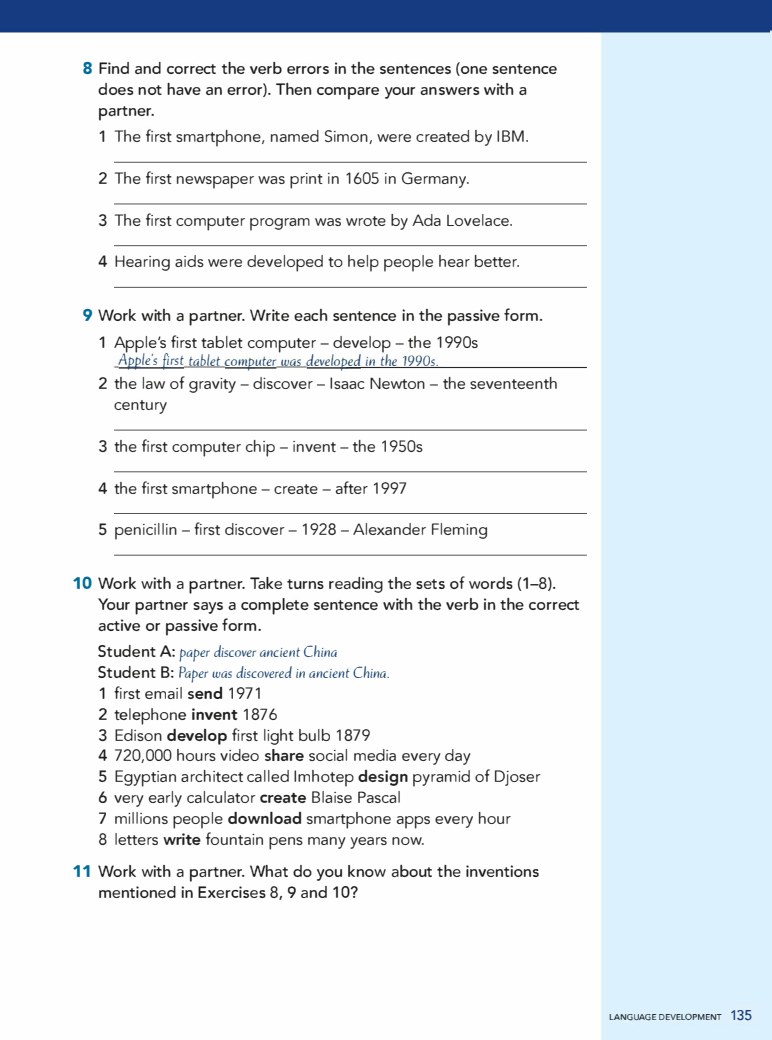 8 Find and correct the verb errors in the sentences (one sentence
does not have an error). Then compare your answers with a
partner.
1 The first smartphone, named Simon, were created by IBM.
2 The first newspaper was print in 1605 in Germany.
3 The first computer program was wrote by Ada Lovelace.
4 Hearing aids were developed to help people hear better.
9 Work with a partner. Write each sentence in the passive form.
1 Apple's first tablet computer – develop – the 1990s
Apple's first tablet computer was developed in the 1990s.
2 the law of gravity – discover – Isaac Newton – the seventeenth
century
3 the first computer chip – invent – the 1950s
4 the first smartphone – create – after 1997
5 penicillin – first discover – 1928 – Alexander Fleming
10 Work with a partner. Take turns reading the sets of words (1–8).
Your partner says a complete sentence with the verb in the correct
active or passive form.
Student A: paper discover ancient China
Student B: Paper was discovered in ancient China.
1 first email send 1971
2 telephone invent 1876
3 Edison develop first light bulb 1879
4 720,000 hours video share social media every day
5 Egyptian architect called Imhotep design pyramid of Djoser
6 very early calculator create Blaise Pascal
7 millions people download smartphone apps every hour
8 letters write fountain pens many years now.
11 Work with a partner. What do you know about the inventions
mentioned in Exercises 8, 9 and 10?
LANGUAGE DEVELOPMENT 135